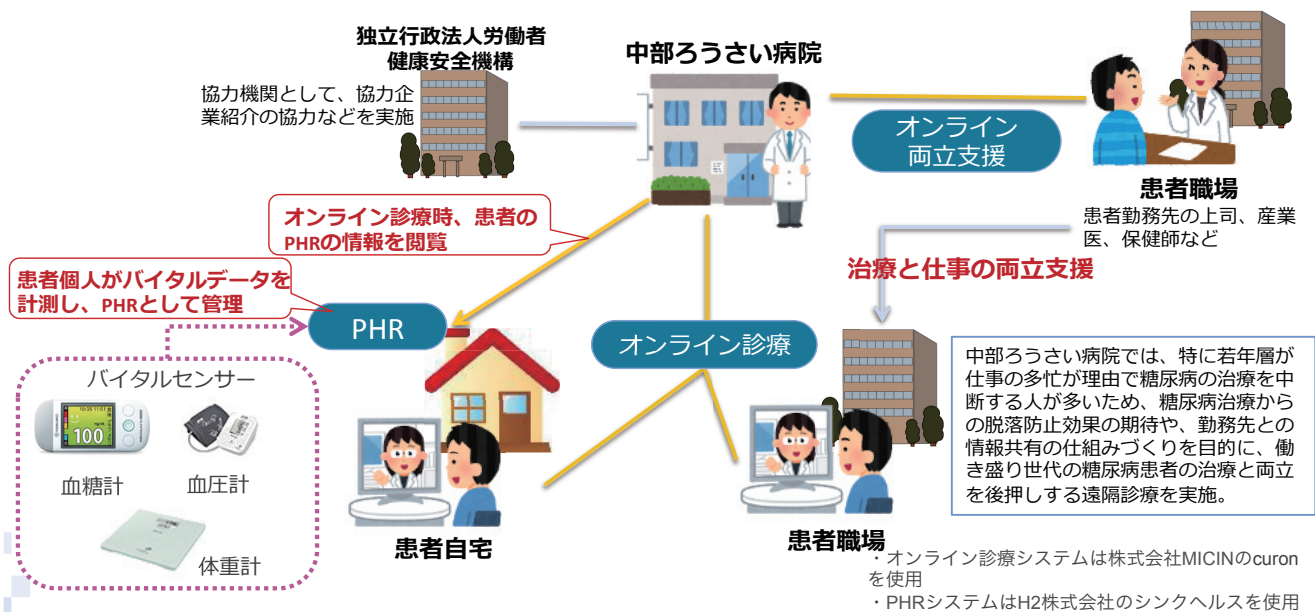 独立行政法人労働者
健康安全機構
協力機関として、協力企
業紹介の協力などを実施
中部ろうさい病院
オンライン
両立支援
患者職場
患者勤務先の上司、産業
医、保健師など
オンライン診療時、患者の
PHRの情報を閲覧
治療と仕事の両立支援
患者個人がバイタルデータを
計測し、PHRとして管理
PHR
オンライン診療
バイタルセンサー
100
血糖計
血圧計
体重計
患者自宅
患者職場
中部ろうさい病院では、特に若年層が
仕事の多忙が理由で糖尿病の治療を中
断する人が多いため、糖尿病治療から
の脱落防止効果の期待や、勤務先との
情報共有の仕組みづくりを目的に、働
き盛り世代の糖尿病患者の治療と両立
を後押しする遠隔診療を実施。
・オンライン診療システムは株式会社MICINのcuron
を使用
・PHRシステムはH2株式会社のシンクヘルスを使用